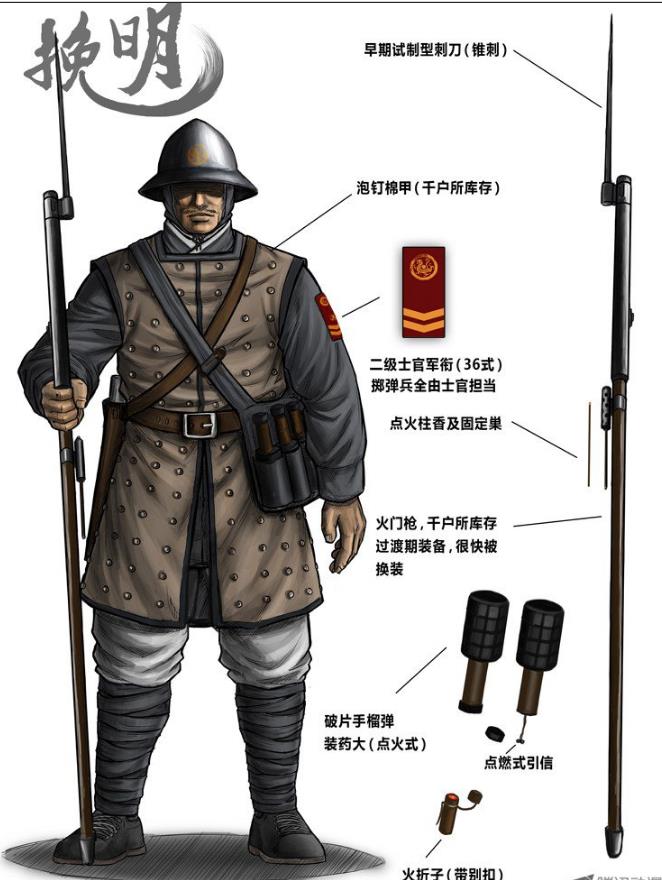 挽明
早期试制型刺刀(锥刺)
泡钉棉甲(千户所库存)
二级士官军衔(36式)
掷弹兵全由士官担当
点火柱香及固定巢
火门枪,千户所库存
过渡期装备,很快被
换装
破片手榴弹
装药大(点火式)
点燃式引信
火折子(带别扣)